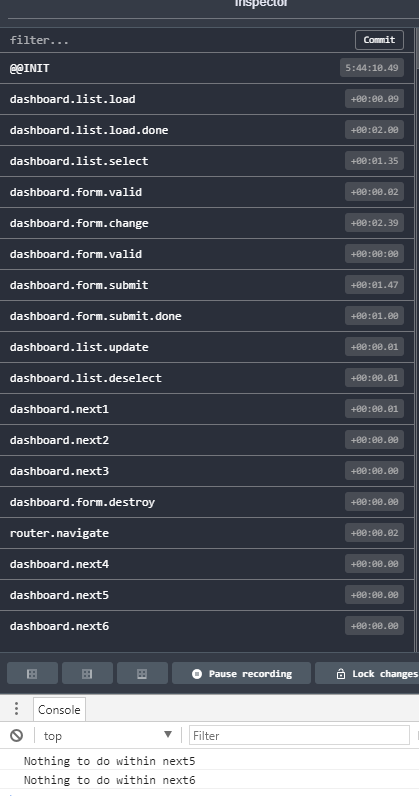 Inspector
filter... Commit
@@INIT 5:44:10.49
dashboard.list.load +00:00.09
dashboard.list.load.done +00:02.00
dashboard.list.select +00:01.35
dashboard.form.valid +00:00.02
dashboard.form.change +00:02.39
dashboard.form.valid +00:00:00
dashboard.form.submit +00:01.47
dashboard.form.submit.done +00:01.00
dashboard.list.update +00:00.01
dashboard.list.deselect +00:00.01
dashboard.next1 +00:00.01
dashboard.next2 +00:00.00
dashboard.next3 +00:00.00
dashboard.form.destroy +00:00.00
router.navigate +00:00.02
dashboard.next4 +00:00.00
dashboard.next5 +00:00.00
dashboard.next6 +00:00.00
Pause recording Lock changes
Console
top Filter
Nothing to do within next5
Nothing to do within next6